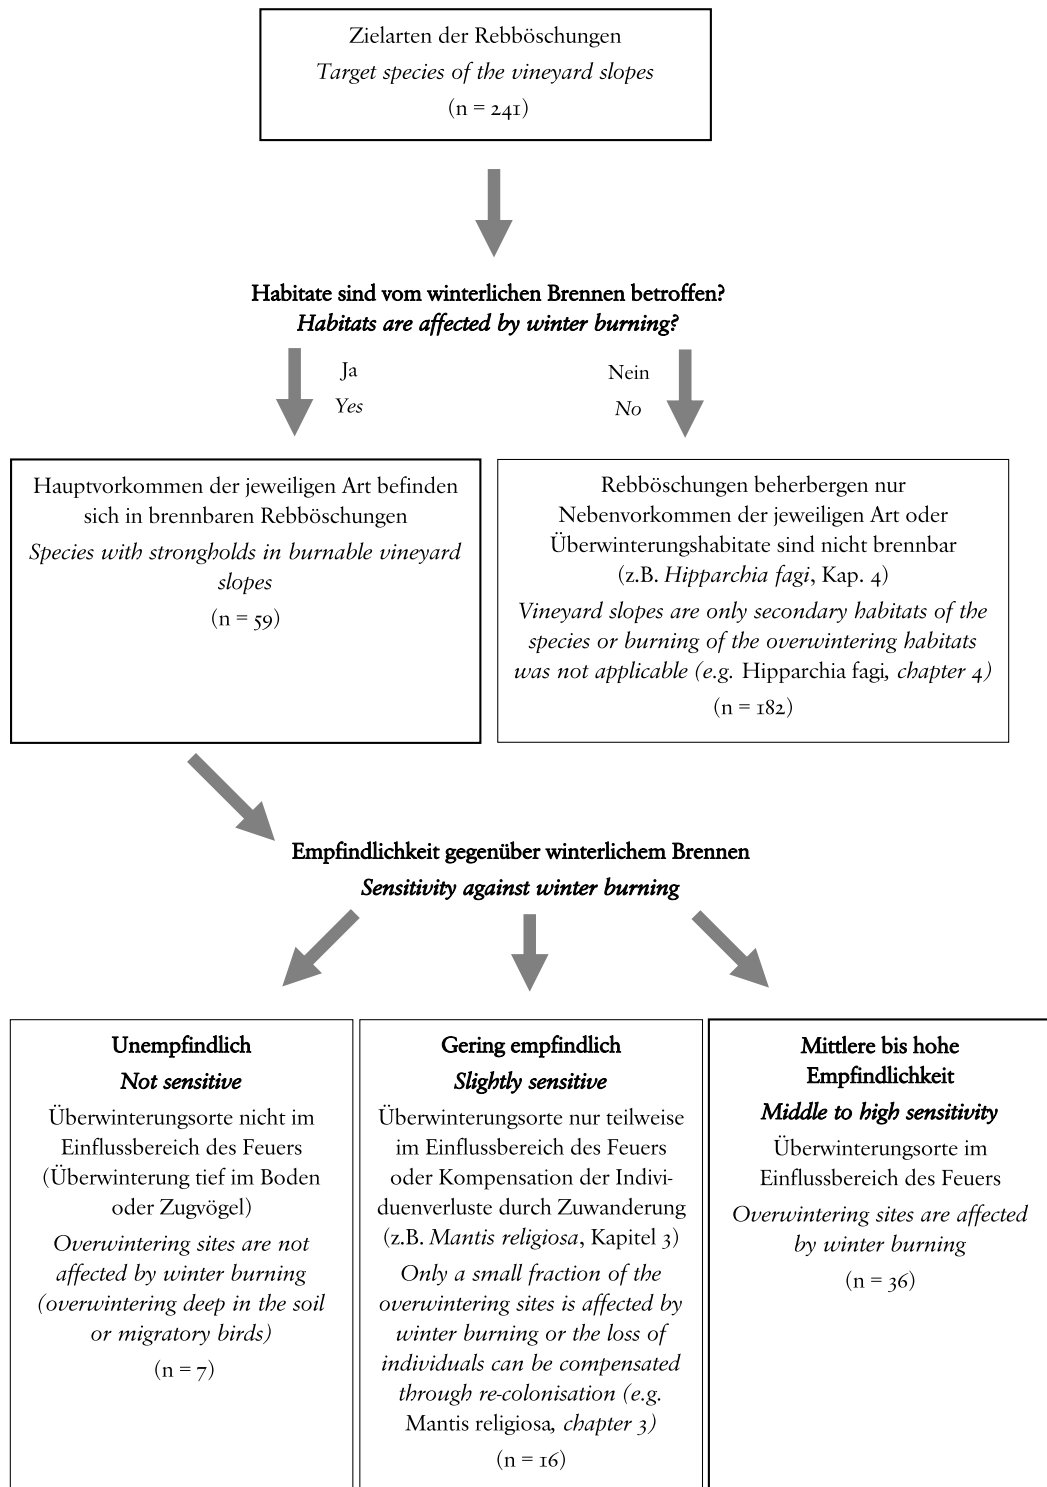 Zielarten der Rebböschungen
Target species of the vineyard slopes
(n = 241)
Habitate sind vom winterlichen Brennen betroffen?
Habitats are affected by winter burning?
Ja
Yes
Nein
No
Hauptvorkommen der jeweiligen Art befinden
sich in brennbaren Rebböschungen
Species with strongholds in burnable vineyard
slopes
(n = 59)
Rebböschungen beherbergen nur
Nebenvorkommen der jeweiligen Art oder
Überwinterungshabitate sind nicht brennbar
(z.B. Hipparchia fagi, Kap. 4)
Vineyard slopes are only secondary habitats of the
species or burning of the overwintering habitats
was not applicable (e.g. Hipparchia fagi, chapter 4)
(n = 182)
Empfindlichkeit gegenüber winterlichem Brennen
Sensitivity against winter burning
Unempfindlich
Not sensitive
Überwinterungsorte nicht im
Einflussbereich des Feuers
(Überwinterung tief im Boden
oder Zugvögel)
Overwintering sites are not
affected by winter burning
(overwintering deep in the soil
or migratory birds)
(n = 7)
Gering empfindlich
Slightly sensitive
Überwinterungsorte nur teilweise
im Einflussbereich des Feuers
oder Kompensation der Indivi-
duenverluste durch Zuwanderung
(z.B. Mantis religiosa, Kapitel 3)
Only a small fraction of the
overwintering sites is affected by
winter burning or the loss of
individuals can be compensated
through re-colonisation (e.g.
Mantis religiosa, chapter 3)
(n = 16)
Mittlere bis hohe
Empfindlichkeit
Middle to high sensitivity
Überwinterungsorte im
Einflussbereich des Feuers
Overwintering sites are affected
by winter burning
(n = 36)